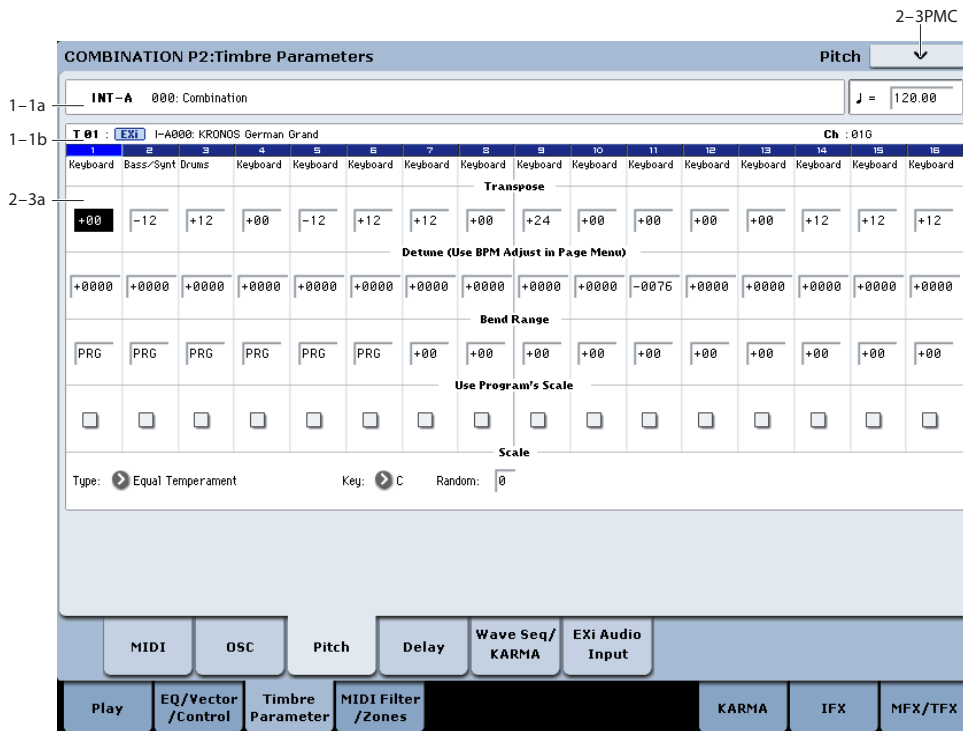 2–3PMC
COMBINATION P2:Timbre Parameters Pitch
1–1a
INT–A 000: Combination ♩ = 120.00
1–1b
T 01 : EXi I–A000: KRONOS German Grand Ch : 01G
1 2 3 4 5 6 7 8 9 10 11 12 13 14 15 16
Keyboard Bass/Synt Drums Keyboard Keyboard Keyboard Keyboard Keyboard Keyboard Keyboard Keyboard Keyboard Keyboard Keyboard Keyboard Keyboard
Transpose
2–3a
+00 –12 +12 +00 –12 +12 +12 +00 +24 +00 +00 +00 +00 +12 +12 +12
Detune (Use BPM Adjust in Page Menu)
+0000 +0000 +0000 +0000 +0000 +0000 +0000 +0000 +0000 +0000 –0076 +0000 +0000 +0000 +0000 +0000
Bend Range
PRG PRG PRG PRG PRG PRG +00 +00 +00 +00 +00 +00 +00 +00 +00 +00
Use Program's Scale
Scale
Type: Equal Temperament Key: C Random: 0
MIDI OSC Pitch Delay Wave Seq/ KARMA EXi Audio Input
Play EQ/Vector /Control Timbre Parameter MIDI Filter /Zones KARMA IFX MFX/TFX